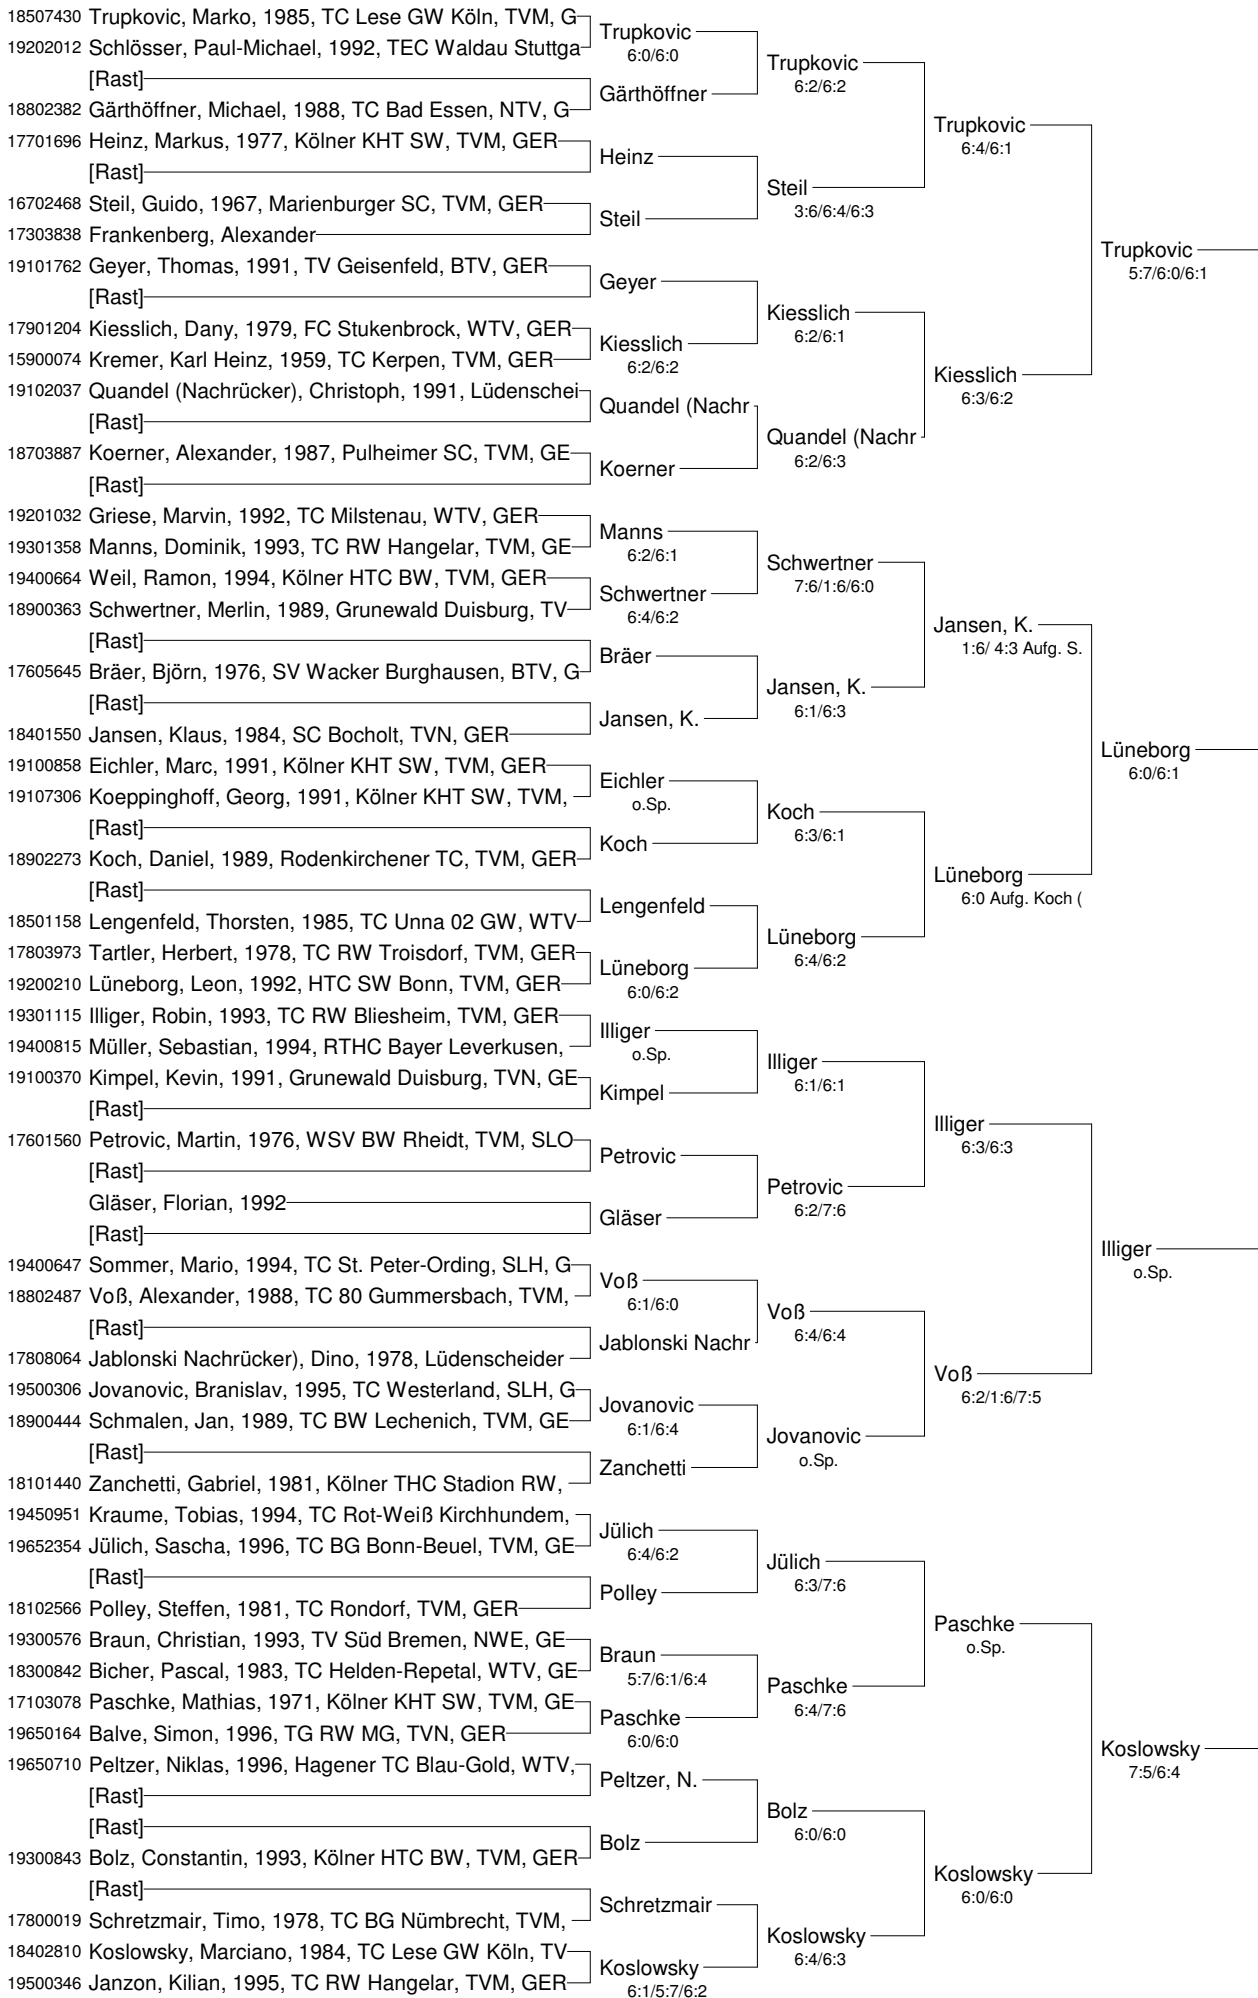 18507430 Trupkovic, Marko, 1985, TC Lese GW Köln, TVM, G
19202012 Schlösser, Paul-Michael, 1992, TEC Waldau Stuttga
[Rast]
18802382 Gärthöffner, Michael, 1988, TC Bad Essen, NTV, G
17701696 Heinz, Markus, 1977, Kölner KHT SW, TVM, GER
[Rast]
16702468 Steil, Guido, 1967, Marienburger SC, TVM, GER
17303838 Frankenberg, Alexander
19101762 Geyer, Thomas, 1991, TV Geisenfeld, BTV, GER
[Rast]
17901204 Kiesslich, Dany, 1979, FC Stukenbrock, WTV, GER
15900074 Kremer, Karl Heinz, 1959, TC Kerpen, TVM, GER
19102037 Quandel (Nachrücker), Christoph, 1991, Lüdenschei
[Rast]
18703887 Koerner, Alexander, 1987, Pulheimer SC, TVM, GE
[Rast]
19201032 Griese, Marvin, 1992, TC Milstenau, WTV, GER
19301358 Manns, Dominik, 1993, TC RW Hangelar, TVM, GE
19400664 Weil, Ramon, 1994, Kölner HTC BW, TVM, GER
18900363 Schwertner, Merlin, 1989, Grunewald Duisburg, TV
[Rast]
17605645 Bräer, Björn, 1976, SV Wacker Burghausen, BTV, G
[Rast]
18401550 Jansen, Klaus, 1984, SC Bocholt, TVN, GER
19100858 Eichler, Marc, 1991, Kölner KHT SW, TVM, GER
19107306 Koeppinghoff, Georg, 1991, Kölner KHT SW, TVM,
[Rast]
18902273 Koch, Daniel, 1989, Rodenkirchener TC, TVM, GER
[Rast]
18501158 Lengenfeld, Thorsten, 1985, TC Unna 02 GW, WTV
17803973 Tartler, Herbert, 1978, TC RW Troisdorf, TVM, GER
19200210 Lüneborg, Leon, 1992, HTC SW Bonn, TVM, GER
19301115 Illiger, Robin, 1993, TC RW Bliesheim, TVM, GER
19400815 Müller, Sebastian, 1994, RTHC Bayer Leverkusen,
19100370 Kimpel, Kevin, 1991, Grunewald Duisburg, TVN, GE
[Rast]
17601560 Petrovic, Martin, 1976, WSV BW Rheidt, TVM, SLO
[Rast]
Gläser, Florian, 1992
[Rast]
19400647 Sommer, Mario, 1994, TC St. Peter-Ording, SLH, G
18802487 Voß, Alexander, 1988, TC 80 Gummersbach, TVM,
[Rast]
17808064 Jablonski Nachrücker), Dino, 1978, Lüdenscheider
19500306 Jovanovic, Branislav, 1995, TC Westerland, SLH, G
18900444 Schmalen, Jan, 1989, TC BW Lechenich, TVM, GE
[Rast]
18101440 Zanchetti, Gabriel, 1981, Kölner THC Stadion RW,
19450951 Kraume, Tobias, 1994, TC Rot-Weiß Kirchhundem,
19652354 Jülich, Sascha, 1996, TC BG Bonn-Beuel, TVM, GE
[Rast]
18102566 Polley, Steffen, 1981, TC Rondorf, TVM, GER
19300576 Braun, Christian, 1993, TV Süd Bremen, NWE, GE
18300842 Bicher, Pascal, 1983, TC Helden-Repetal, WTV, GE
17103078 Paschke, Mathias, 1971, Kölner KHT SW, TVM, GE
19650164 Balve, Simon, 1996, TG RW MG, TVN, GER
19650710 Peltzer, Niklas, 1996, Hagener TC Blau-Gold, WTV,
[Rast]
[Rast]
19300843 Bolz, Constantin, 1993, Kölner HTC BW, TVM, GER
[Rast]
17800019 Schretzmair, Timo, 1978, TC BG Nümbrecht, TVM,
18402810 Koslowsky, Marciano, 1984, TC Lese GW Köln, TV
19500346 Janzon, Kilian, 1995, TC RW Hangelar, TVM, GER
Trupkovic
6:0/6:0
Gärthöffner
Heinz
Steil
Geyer
Kiesslich
6:2/6:2
Quandel (Nachr
Koerner
Manns
6:2/6:1
Schwertner
6:4/6:2
Bräer
Jansen, K.
Eichler
o.Sp.
Koch
Lengenfeld
Lüneborg
6:0/6:2
Illiger
o.Sp.
Kimpel
Petrovic
Gläser
Voß
6:1/6:0
Jablonski Nachr
Jovanovic
6:1/6:4
Zanchetti
Jülich
6:4/6:2
Polley
Braun
5:7/6:1/6:4
Paschke
6:0/6:0
Peltzer, N.
Bolz
Schretzmair
Koslowsky
6:1/5:7/6:2
Trupkovic
6:2/6:2
Steil
3:6/6:4/6:3
Kiesslich
6:2/6:1
Quandel (Nachr
6:2/6:3
Schwertner
7:6/1:6/6:0
Jansen, K.
6:1/6:3
Koch
6:3/6:1
Lüneborg
6:4/6:2
Illiger
6:1/6:1
Petrovic
6:2/7:6
Voß
6:4/6:4
Jovanovic
o.Sp.
Jülich
6:3/7:6
Paschke
6:4/7:6
Bolz
6:0/6:0
Koslowsky
6:4/6:3
Trupkovic
6:4/6:1
Kiesslich
6:3/6:2
Jansen, K.
1:6/ 4:3 Aufg. S.
Lüneborg
6:0 Aufg. Koch (
Illiger
6:3/6:3
Voß
6:2/1:6/7:5
Paschke
o.Sp.
Koslowsky
6:0/6:0
Trupkovic
5:7/6:0/6:1
Lüneborg
6:0/6:1
Illiger
o.Sp.
Koslowsky
7:5/6:4